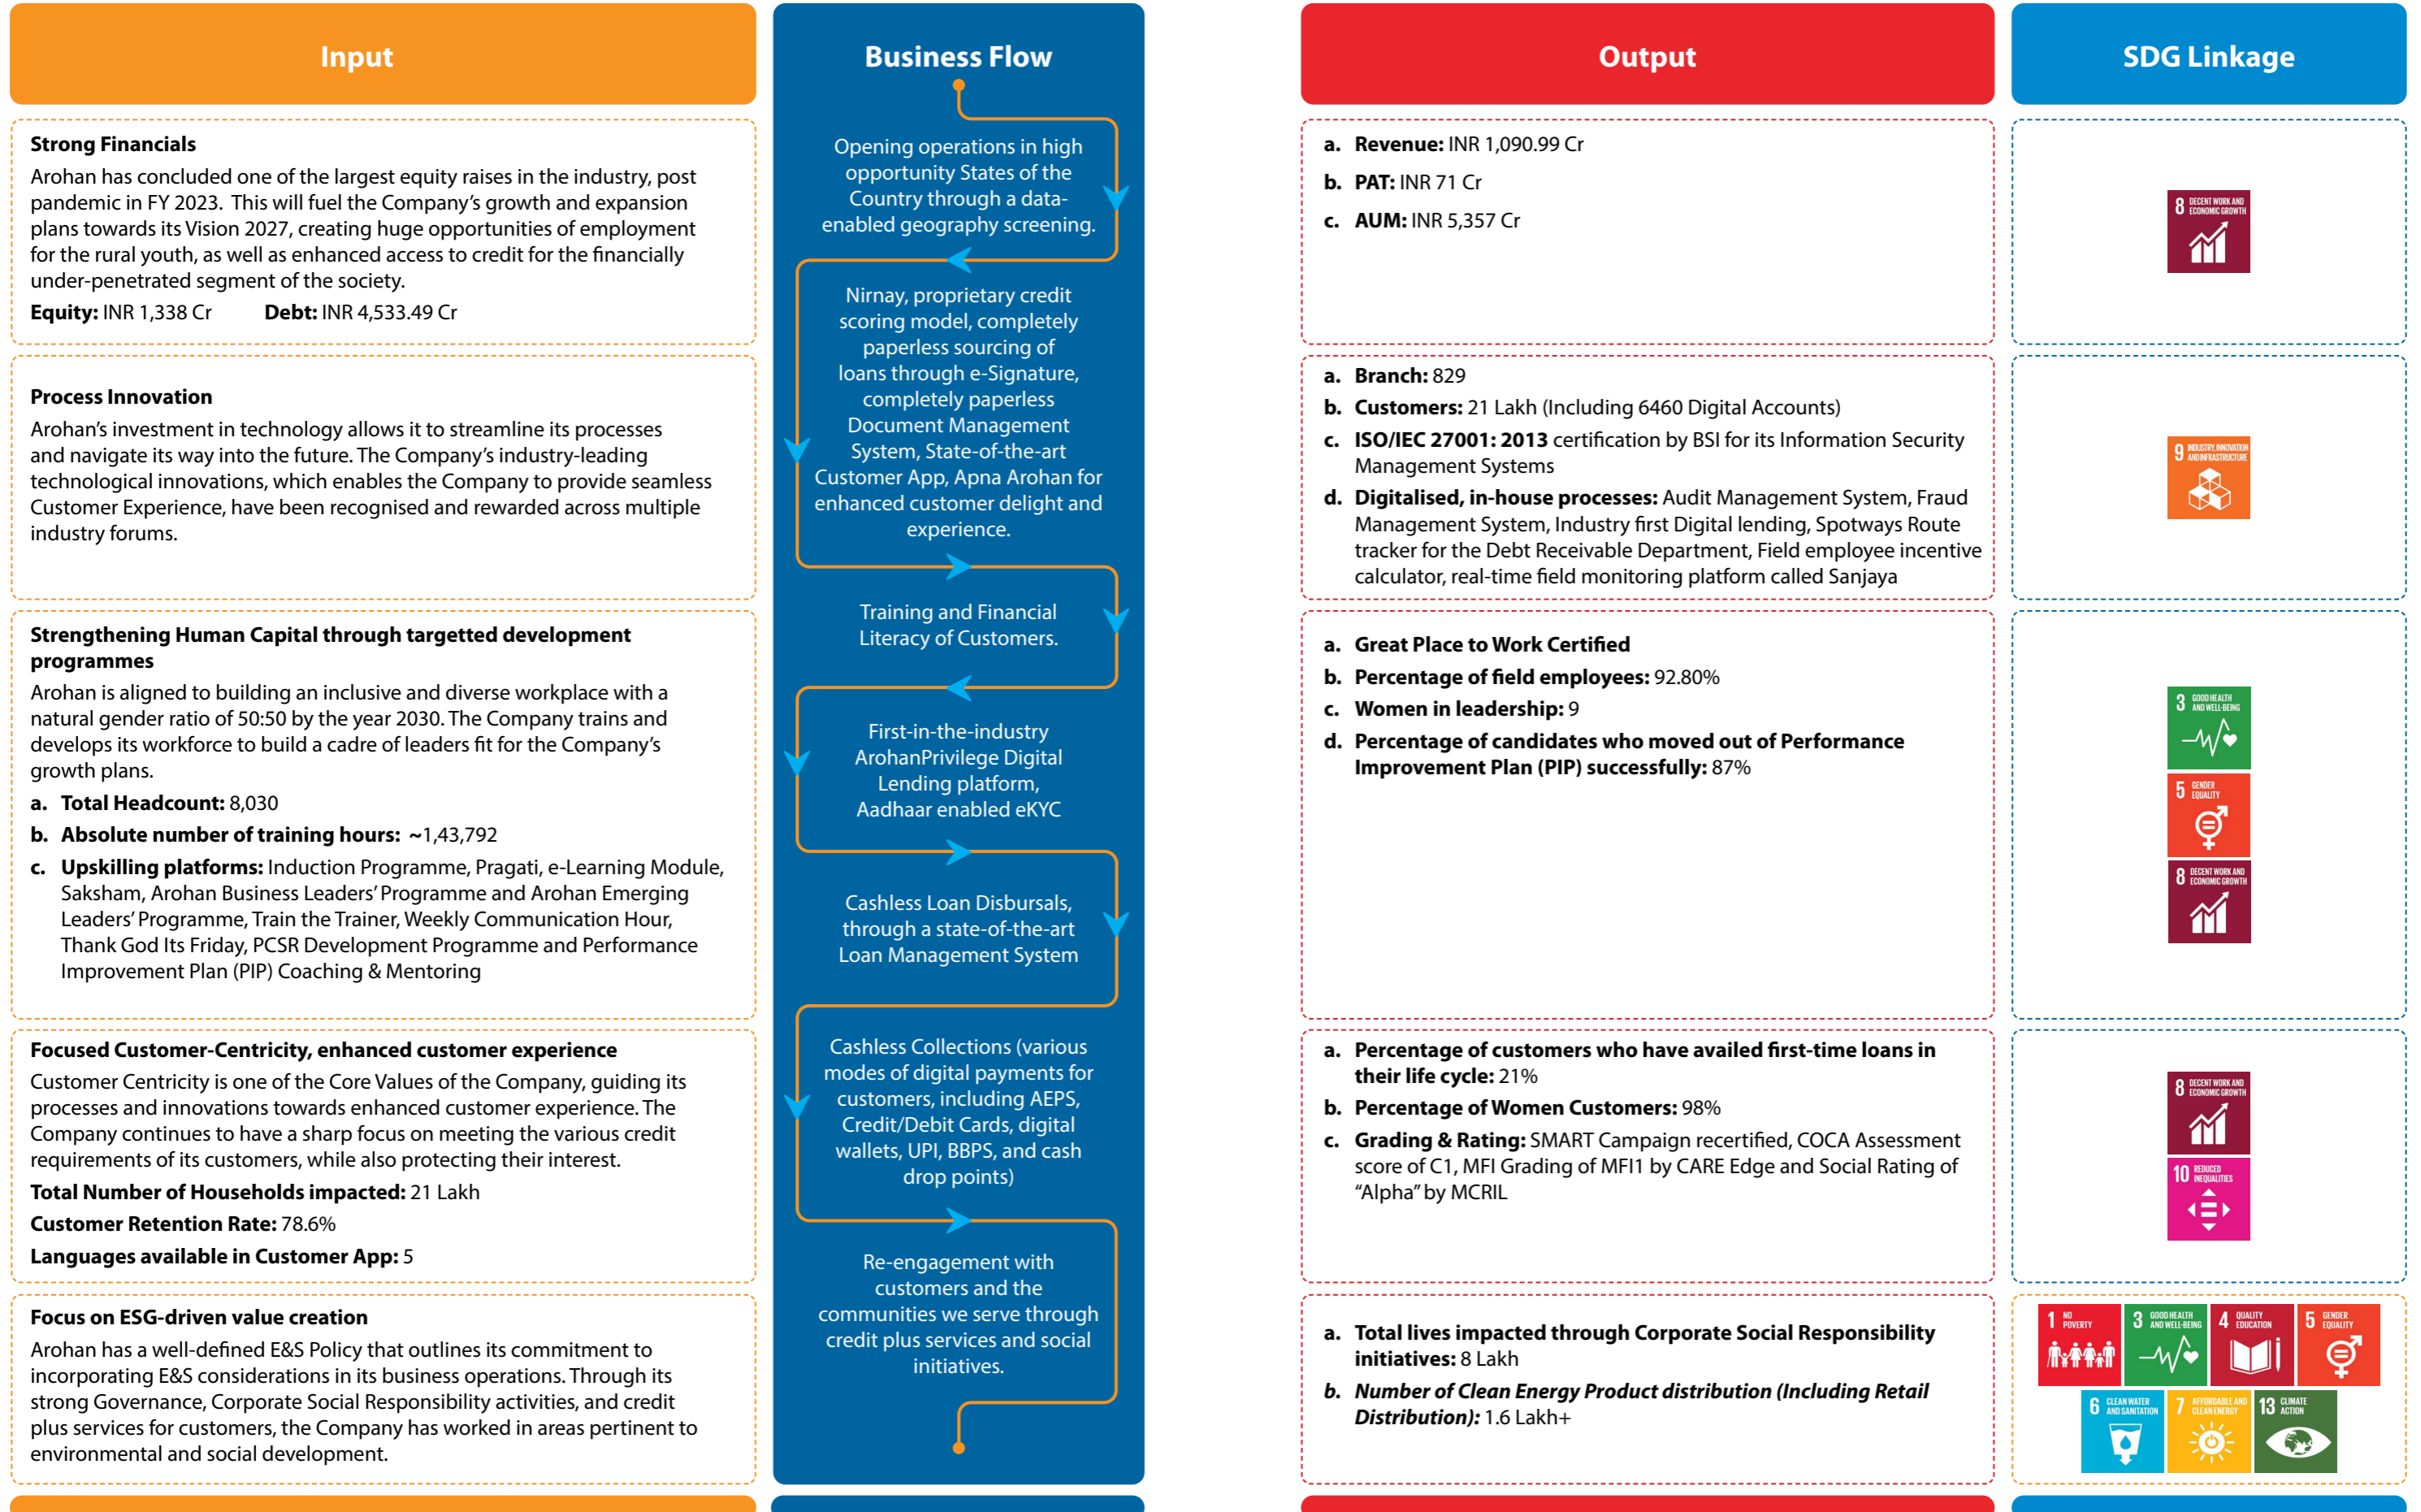 Input
Strong Financials
Arohan has concluded one of the largest equity raises in the industry, post
pandemic in FY 2023. This will fuel the Company’s growth and expansion
plans towards its Vision 2027, creating huge opportunities of employment
for the rural youth, as well as enhanced access to credit for the financially
under-penetrated segment of the society.
Equity: INR 1,338 Cr Debt: INR 4,533.49 Cr
Process Innovation
Arohan’s investment in technology allows it to streamline its processes
and navigate its way into the future. The Company’s industry-leading
technological innovations, which enables the Company to provide seamless
Customer Experience, have been recognised and rewarded across multiple
industry forums.
Strengthening Human Capital through targetted development
programmes
Arohan is aligned to building an inclusive and diverse workplace with a
natural gender ratio of 50:50 by the year 2030. The Company trains and
develops its workforce to build a cadre of leaders fit for the Company’s
growth plans.
a. Total Headcount: 8,030
b. Absolute number of training hours: ~1,43,792
c. Upskilling platforms: Induction Programme, Pragati, e-Learning Module,
Saksham, Arohan Business Leaders’ Programme and Arohan Emerging
Leaders’ Programme, Train the Trainer, Weekly Communication Hour,
Thank God Its Friday, PCSR Development Programme and Performance
Improvement Plan (PIP) Coaching & Mentoring
Focused Customer-Centricity, enhanced customer experience
Customer Centricity is one of the Core Values of the Company, guiding its
processes and innovations towards enhanced customer experience. The
Company continues to have a sharp focus on meeting the various credit
requirements of its customers, while also protecting their interest.
Total Number of Households impacted: 21 Lakh
Customer Retention Rate: 78.6%
Languages available in Customer App: 5
Focus on ESG-driven value creation
Arohan has a well-defined E&S Policy that outlines its commitment to
incorporating E&S considerations in its business operations. Through its
strong Governance, Corporate Social Responsibility activities, and credit
plus services for customers, the Company has worked in areas pertinent to
environmental and social development.
Business Flow
Opening operations in high
opportunity States of the
Country through a data-
enabled geography screening.
Nirnay, proprietary credit
scoring model, completely
paperless sourcing of
loans through e-Signature,
completely paperless
Document Management
System, State-of-the-art
Customer App, Apna Arohan for
enhanced customer delight and
experience.
Training and Financial
Literacy of Customers.
First-in-the-industry
ArohanPrivilege Digital
Lending platform,
Aadhaar enabled eKYC
Cashless Loan Disbursals,
through a state-of-the-art
Loan Management System
Cashless Collections (various
modes of digital payments for
customers, including AEPS,
Credit/Debit Cards, digital
wallets, UPI, BBPS, and cash
drop points)
Re-engagement with
customers and the
communities we serve through
credit plus services and social
initiatives.
Output
a. Revenue: INR 1,090.99 Cr
b. PAT: INR 71 Cr
c. AUM: INR 5,357 Cr
a. Branch: 829
b. Customers: 21 Lakh (Including 6460 Digital Accounts)
c. ISO/IEC 27001: 2013 certification by BSI for its Information Security
Management Systems
d. Digitalised, in-house processes: Audit Management System, Fraud
Management System, Industry first Digital lending, Spotways Route
tracker for the Debt Receivable Department, Field employee incentive
calculator, real-time field monitoring platform called Sanjaya
a. Great Place to Work Certified
b. Percentage of field employees: 92.80%
c. Women in leadership: 9
d. Percentage of candidates who moved out of Performance
Improvement Plan (PIP) successfully: 87%
a. Percentage of customers who have availed first-time loans in
their life cycle: 21%
b. Percentage of Women Customers: 98%
c. Grading & Rating: SMART Campaign recertified, COCA Assessment
score of C1, MFI Grading of MFI1 by CARE Edge and Social Rating of
“Alpha” by MCRIL
a. Total lives impacted through Corporate Social Responsibility
initiatives: 8 Lakh
b. Number of Clean Energy Product distribution (Including Retail
Distribution): 1.6 Lakh+
SDG Linkage
8 DECENT WORK AND
ECONOMIC GROWTH
9 INDUSTRY, INNOVATION
AND INFRASTRUCTURE
3 GOOD HEALTH
AND WELL-BEING
5 GENDER
EQUALITY
8 DECENT WORK AND
ECONOMIC GROWTH
8 DECENT WORK AND
ECONOMIC GROWTH
10 REDUCED
INEQUALITIES
1 NO
POVERTY
3 GOOD HEALTH
AND WELL-BEING
4 QUALITY
EDUCATION
5 GENDER
EQUALITY
6 CLEAN WATER
AND SANITATION
7 AFFORDABLE AND
CLEAN ENERGY
13 CLIMATE
ACTION